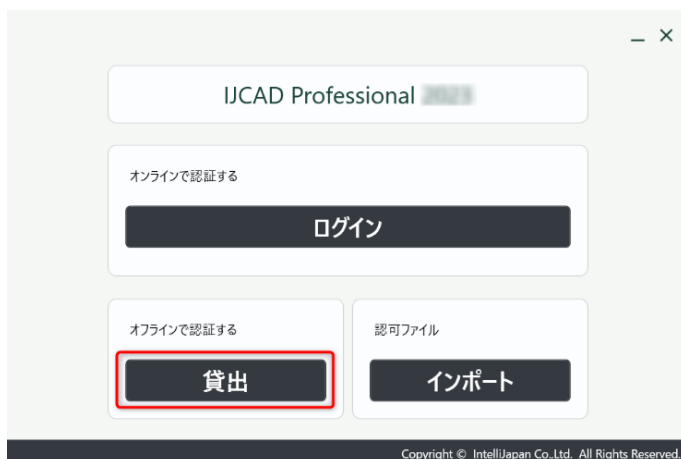 IJCAD Professional
オンラインで認証する
ログイン
オフラインで認証する
貸出
認可ファイル
インポート
Copyright © IntelliJapan Co.,Ltd. All Rights Reserved.